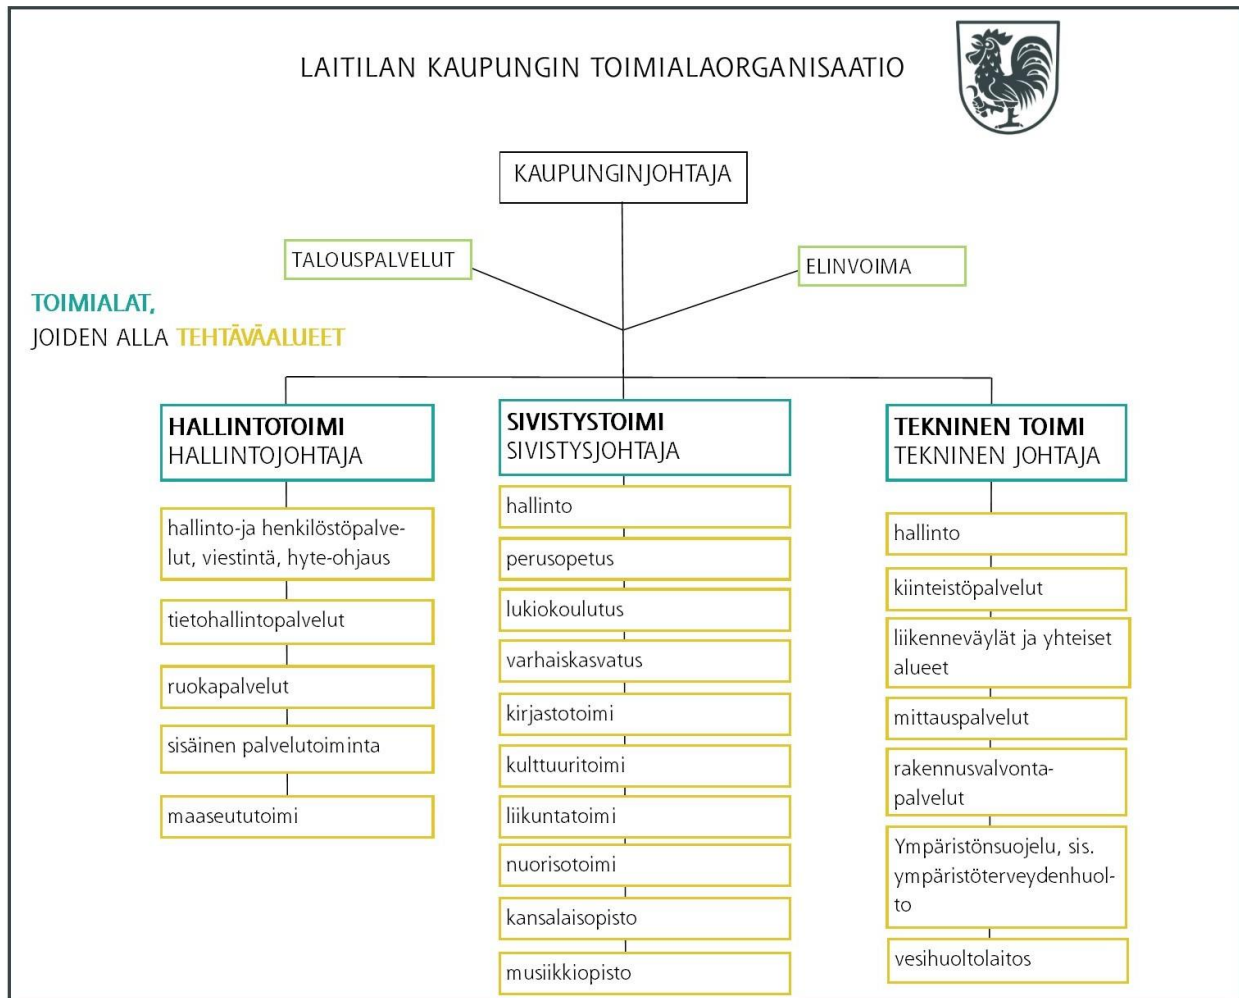 LAITILAN KAUPUNGIN TOIMIALAORGANISAATIO
KAUPUNGINJOHTAJA
TALOUSPALVELUT
ELINVOIMA
TOIMIALAT,
JOIDEN ALLA TEHTÄVÄALUEET
HALLINTOTOIMI
HALLINTOJOHTAJA
hallinto-ja henkilöstöpalve-
lut, viestintä, hyte-ohjaus
tietohallintopalvelut
ruokapalvelut
sisäinen palvelutoiminta
maaseututoimi
SIVISTYSTOIMI
SIVISTYSJOHTAJA
hallinto
perusopetus
lukiokoulutus
varhaiskasvatus
kirjastotoimi
kulttuuritoimi
liikuntatoimi
nuorisotoimi
kansalaisopisto
musiikkiopisto
TEKNINEN TOIMI
TEKNINEN JOHTAJA
hallinto
kiinteistöpalvelut
liikenneväylät ja yhteiset
alueet
mittauspalvelut
rakennusvalvonta-
palvelut
Ympäristönsuojelu, sis.
ympäristöterveydenhuol-
to
vesihuoltolaitos